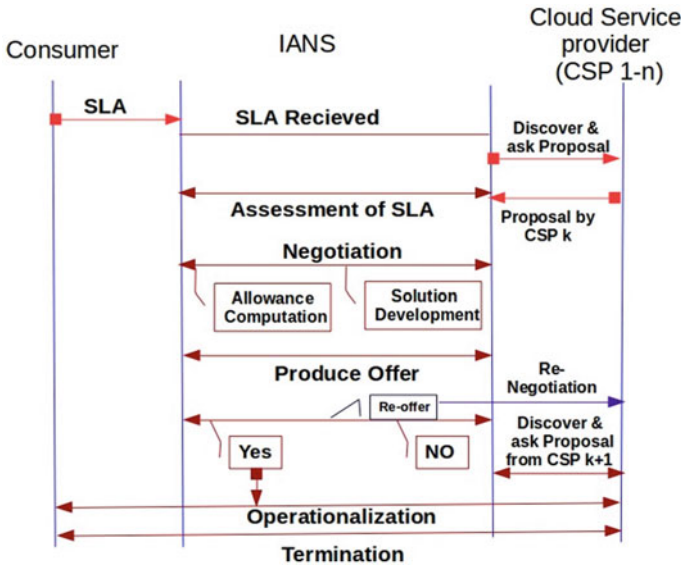 Consumer
IANS
Cloud Service
provider
(CSP 1-n)
SLA
SLA Recieved
Discover &
ask Proposal
Assessment of SLA
Proposal by
CSP k
Negotiation
Allowance
Computation
Solution
Development
Produce Offer
Re-
Negotiation
Re-offer
Discover &
ask Proposal
from CSP k+1
Yes
NO
Operationalization
Termination